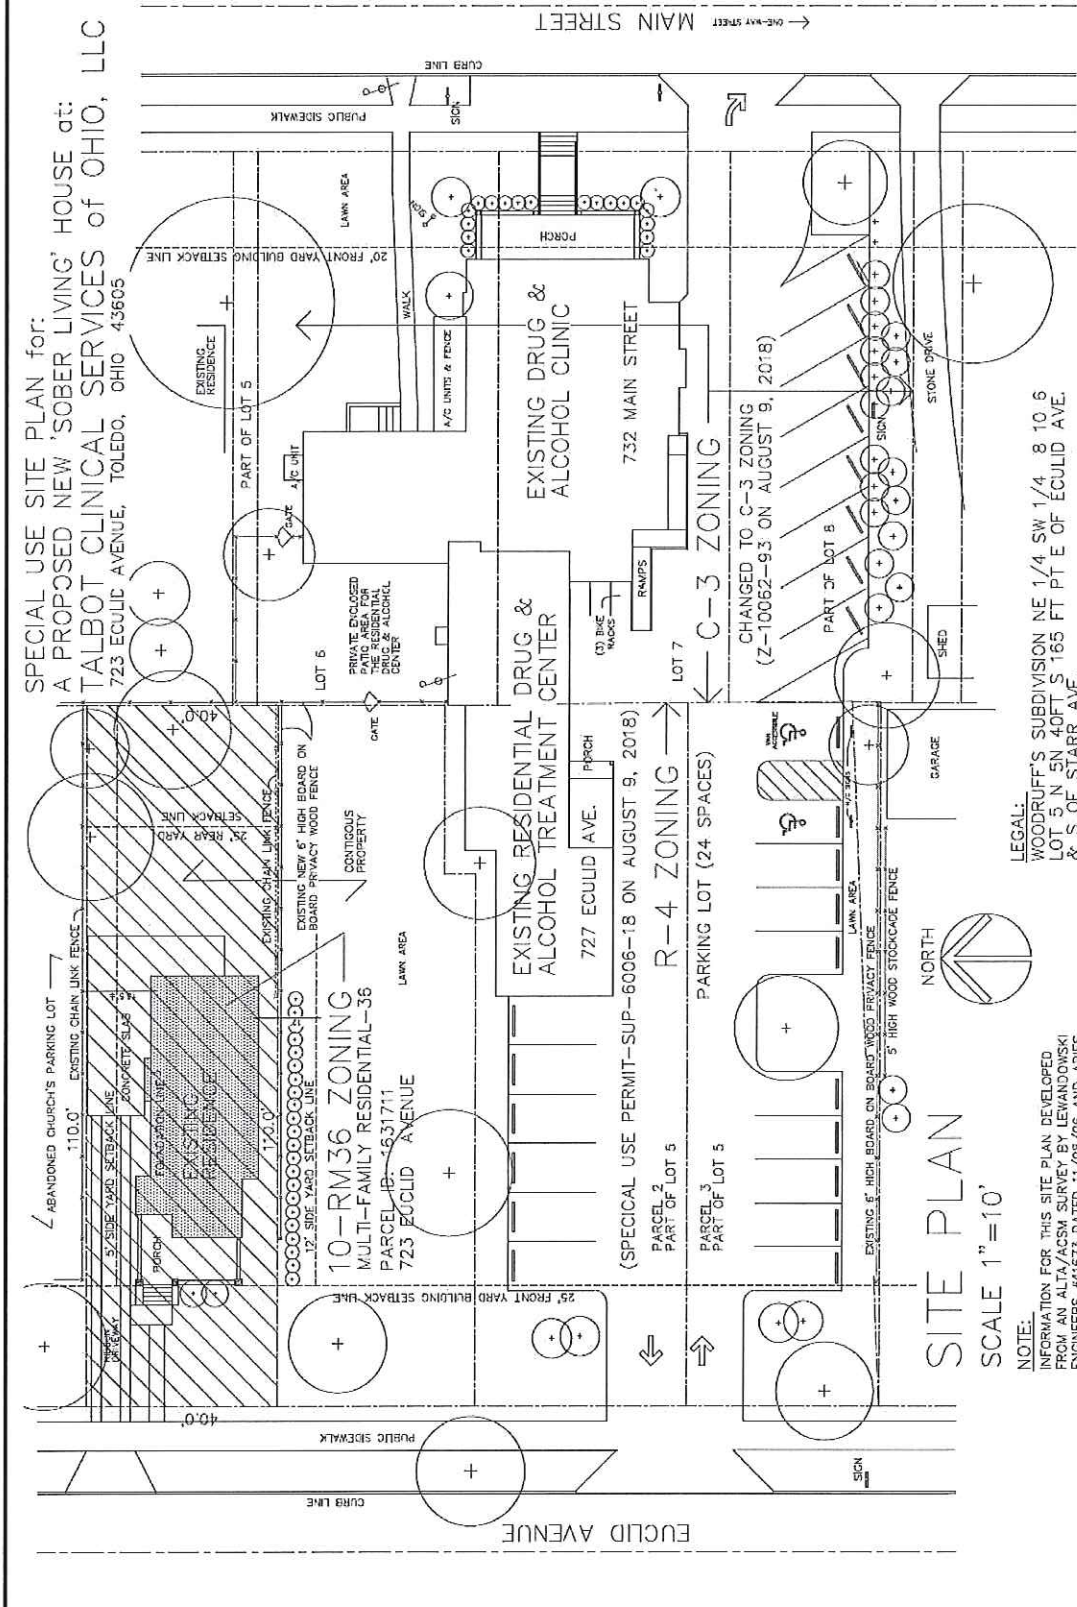 SPECIAL USE SITE PLAN for:
A PROPOSED NEW 'SOBER LIVING' HOUSE at:
TALBOT CLINICAL SERVICES of OHIO, LLC
723 ECULID AVENUE, TOLEDO, OHIO 43605
MAIN STREET
ONE-WAY STREET
CURB LINE
PUBLIC SIDEWALK
SIGN
LAWN AREA
20' FRONT YARD BUILDING SETBACK LINE
SIGN
WALK
PORCH
EXISTING
RESIDENCE
PART OF LOT 5
A/C UNITS & FENCE
A/C UNIT
GATE
EXISTING DRUG &
ALCOHOL CLINIC
732 MAIN STREET
STONE DRIVE
SIGN
C-3 ZONING
CHANGED TO C-3 ZONING
(Z-10062-93 ON AUGUST 9, 2018)
PART OF LOT 8
SHED
LOT 6
PRIVATE ENCLOSED
PATIO AREA FOR
THE RESIDENTIAL
DRUG & ALCOHOL
CENTER
GATE
RAMPS
(3) BIKE
RACKS
LOT 7
EXISTING RESIDENTIAL DRUG &
ALCOHOL TREATMENT CENTER
PORCH
727 ECULID AVE.
R-4 ZONING
(SPECICAL USE PERMIT-SUP-6006-18 ON AUGUST 9, 2018)
PARKING LOT (24 SPACES)
VAN
ACCESSIBLE
GARAGE
LAWN AREA
40.0'
25' REAR YARD
SETBACK LINE
EXISTING CHAIN LINK FENCE
EXISTING NEW 6' HIGH BOARD ON
BOARD PRIVACY WOOD FENCE
CONTIGOUS
PROPERTY
ABANDONED CHURCH'S PARKING LOT
EXISTING CHAIN LINK FENCE
110.0'
5' SIDE YARD SETBACK LINE
CONCRETE SLAB
FOUNDATION LINE
EXISTING
RESIDENCE
110.0'
12' SIDE YARD SETBACK LINE
PORCH
DRIVEWAY
10-RM36 ZONING
MULTI-FAMILY RESIDENTIAL-36
PARCEL ID: 1631711
723 EUCLID AVENUE
LAWN AREA
PARCEL 2
PART OF LOT 5
PARCEL 3
PART OF LOT 5
EXISTING 6' HIGH BOARD ON BOARD WOOD PRIVACY FENCE
5' HIGH WOOD STOCKCADE FENCE
25' FRONT YARD BUILDING SETBACK LINE
40.0'
PUBLIC SIDEWALK
CURB LINE
SIGN
EUCLID AVENUE
NORTH
SITE PLAN
SCALE 1"=10'
NOTE:
INFORMATION FOR THIS SITE PLAN DEVELOPED
FROM AN ALTA/ACSM SURVEY BY LEWANDOWSKI
LEGAL:
WOODRUFF'S SUBDIVISION NE 1/4 SW 1/4 8 10 6
LOT 5 N 5N 40FT S 165 FT PT E OF ECULID AVE.
& S OF STARR AVE